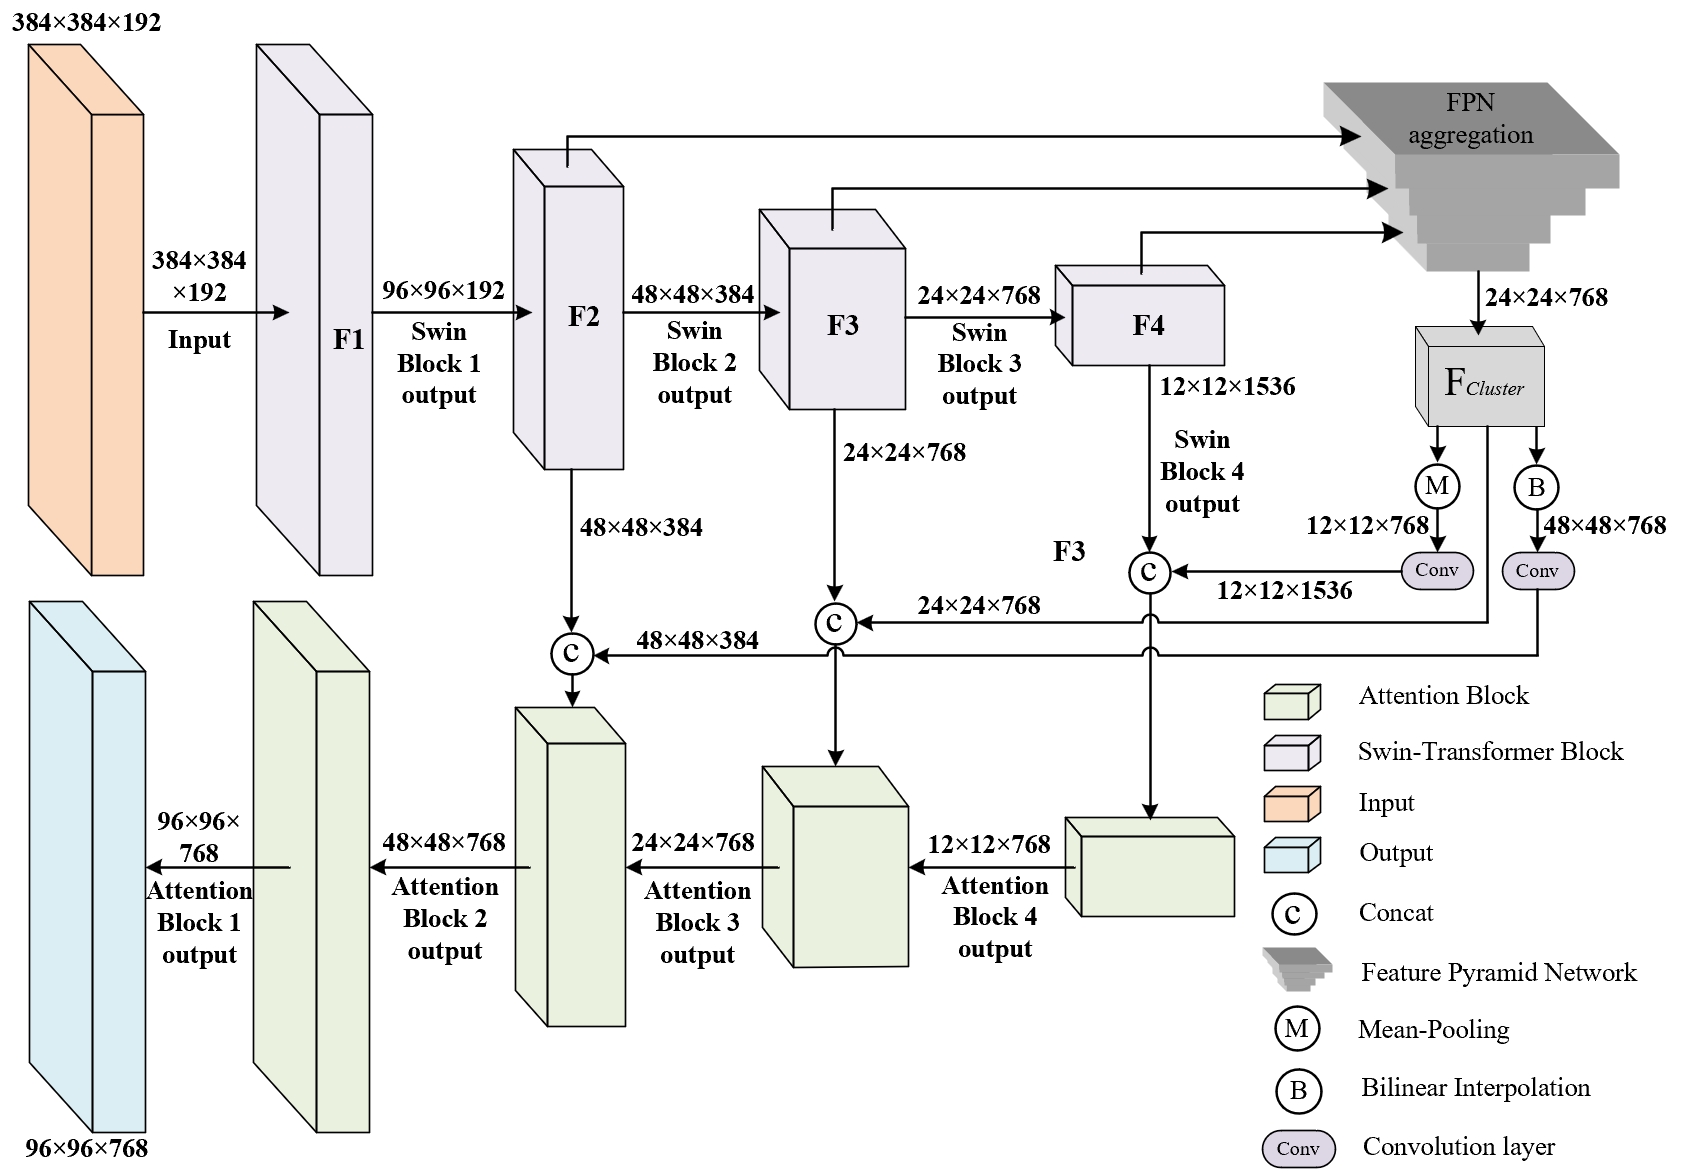 384×384×192
384×384
×192
Input
F1
96×96×192
Swin
Block 1
output
F2
48×48×384
Swin
Block 2
output
F3
24×24×768
Swin
Block 3
output
F4
FPN
aggregation
24×24×768
FCluster
12×12×1536
Swin
Block 4
output
24×24×768
48×48×384
M
B
12×12×768
48×48×768
F3
C
Conv
Conv
12×12×1536
C
24×24×768
C
48×48×384
96×96×
768
Attention
Block 1
output
48×48×768
Attention
Block 2
output
24×24×768
Attention
Block 3
output
12×12×768
Attention
Block 4
output
96×96×768
Attention Block
Swin-Transformer Block
Input
Output
C Concat
Feature Pyramid Network
M Mean-Pooling
B Bilinear Interpolation
Conv Convolution layer